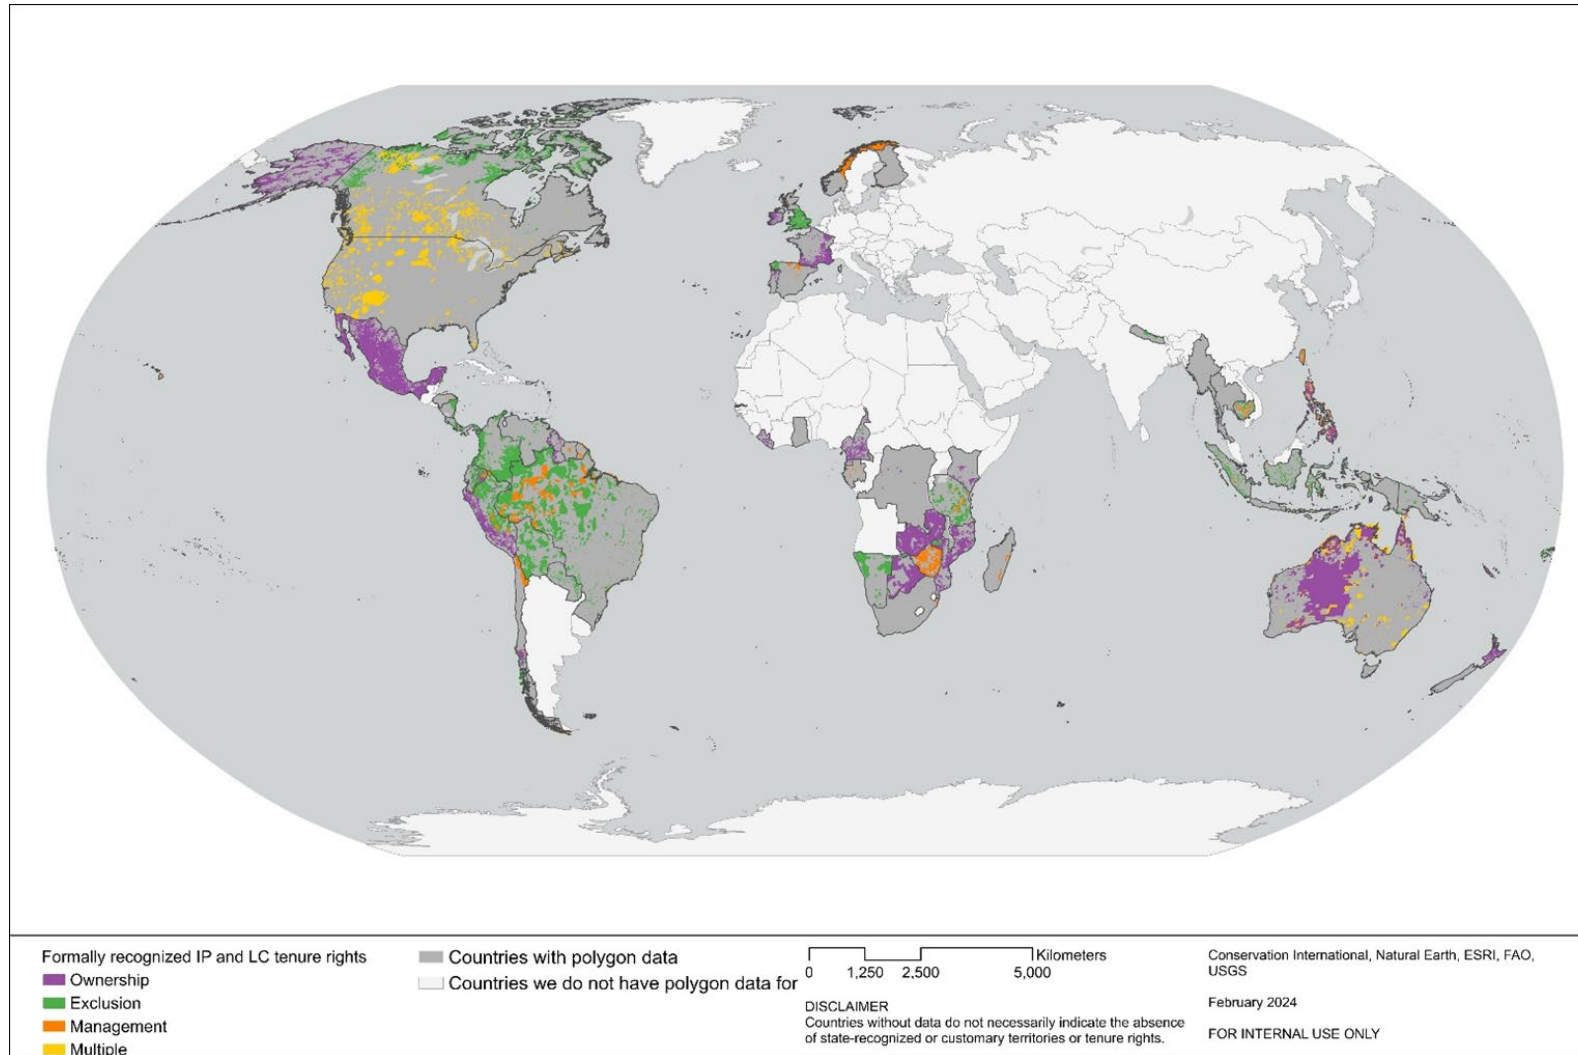 Formally recognized IP and LC tenure rights
Ownership
Exclusion
Management
Multiple
Countries with polygon data
Countries we do not have polygon data for
Kilometers
0 1,250 2,500 5,000
DISCLAIMER
Countries without data do not necessarily indicate the absence
of state-recognized or customary territories or tenure rights.
Conservation International, Natural Earth, ESRI, FAO,
USGS
February 2024
FOR INTERNAL USE ONLY